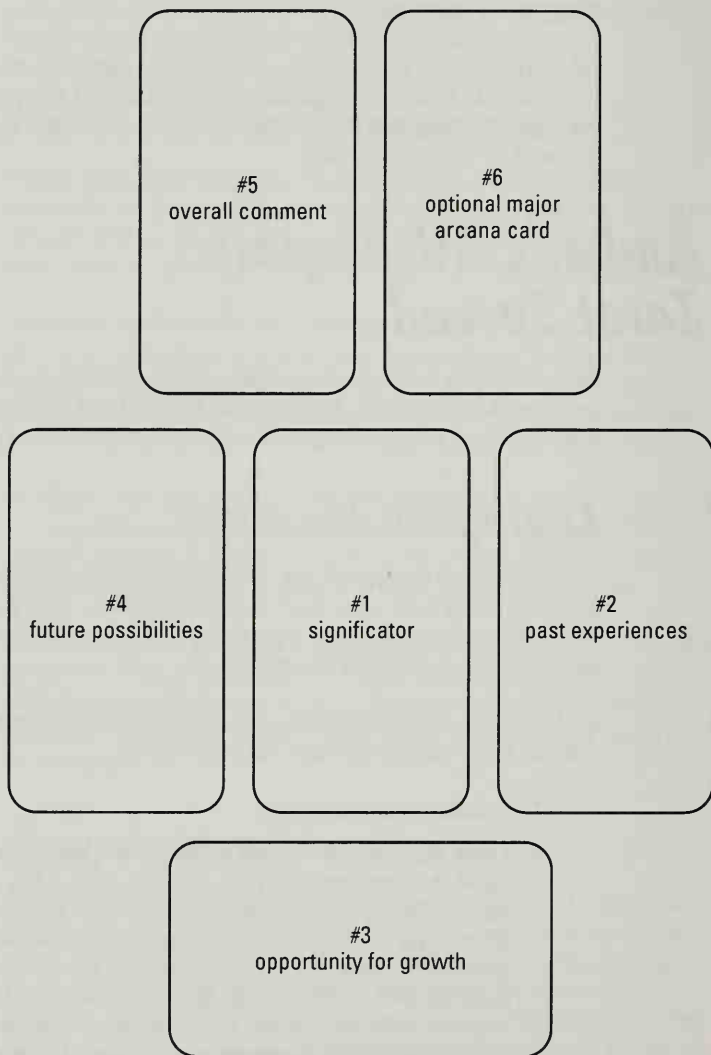 #5
overall comment
#6
optional major
arcana card
#4
future possibilities
#1
significator
#2
past experiences
#3
opportunity for growth